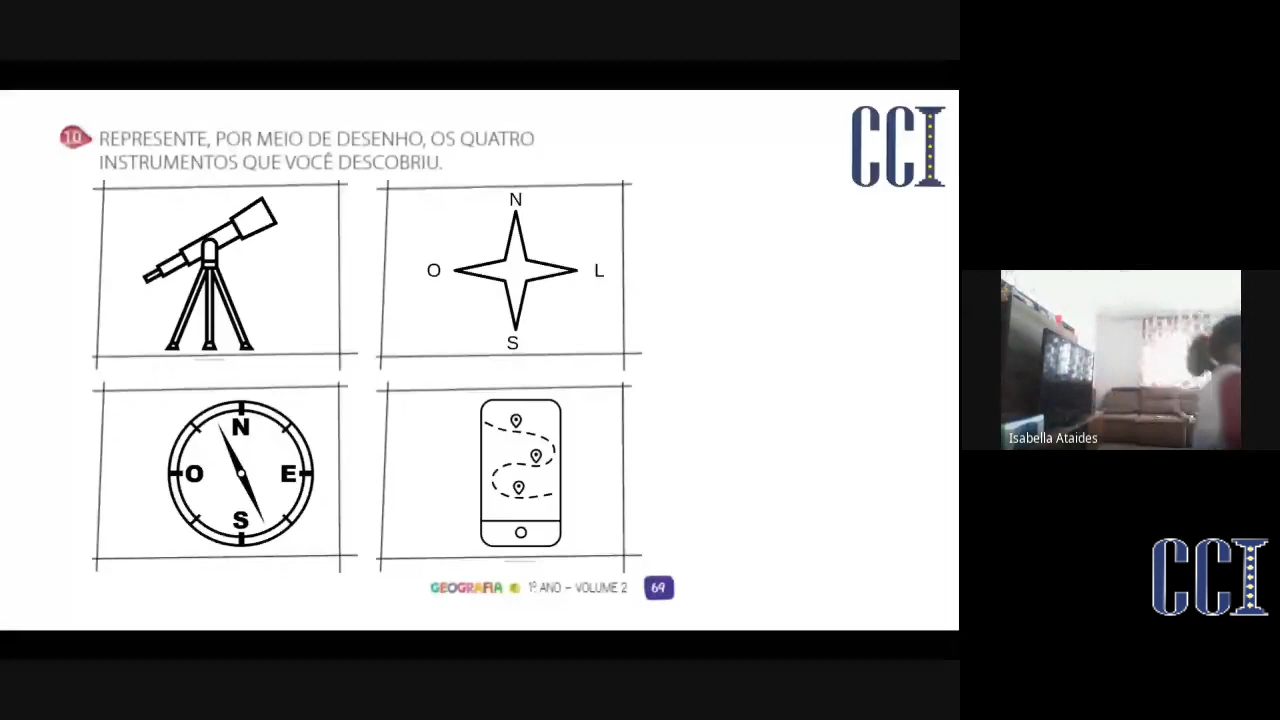 CCI
10 REPRESENTE, POR MEIO DE DESENHO, OS QUATRO
INSTRUMENTOS QUE VOCÊ DESCOBRIU.
N
O L
S
N
O E
S
GEOGRAFIA 1º ANO – VOLUME 2 69
Isabella Ataides
CCI